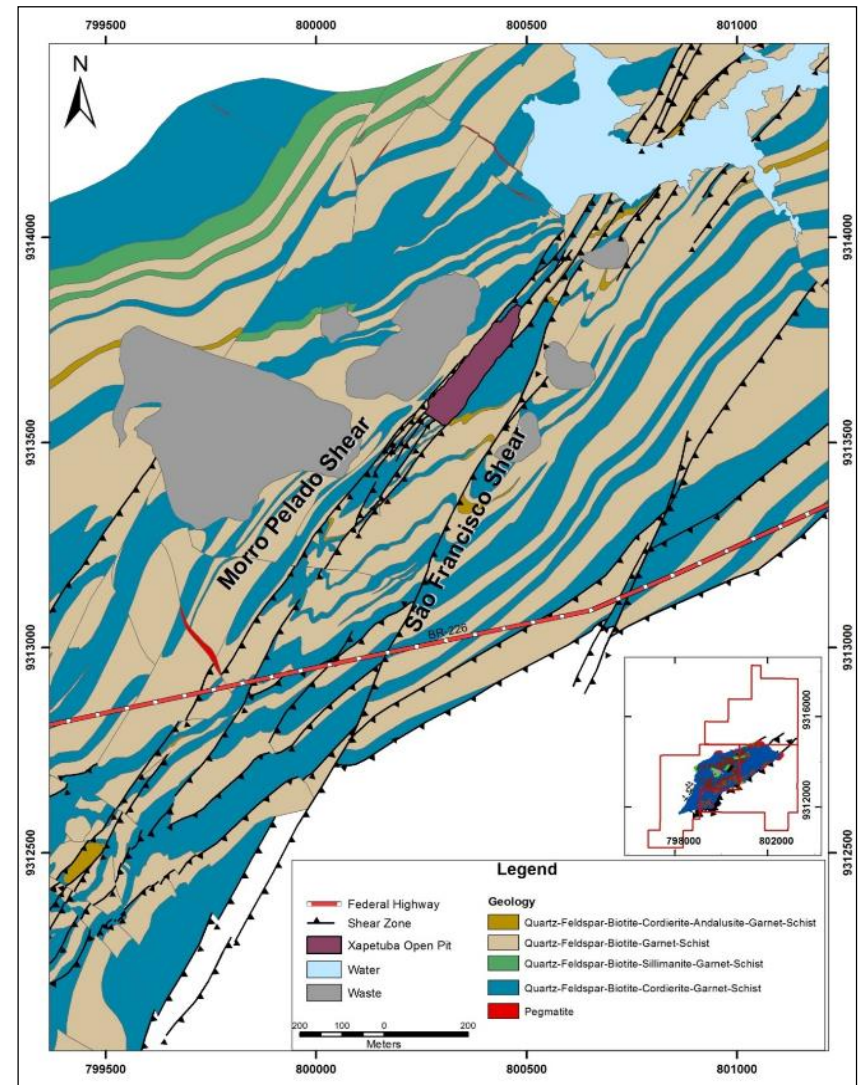 799500
800000
800500
801000
N
9314000
9314000
9313500
9313500
9313000
9313000
9312500
9312500
Morro Pelado Shear
São Francisco Shear
BR-226
9316000
9312000
798000
802000
Legend
Federal Highway
Shear Zone
Xapetuba Open Pit
Water
Waste
200 100 0 200
Meters
Geology
Quartz-Feldspar-Biotite-Cordierite-Andalusite-Garnet-Schist
Quartz-Feldspar-Biotite-Garnet-Schist
Quartz-Feldspar-Biotite-Sillimanite-Garnet-Schist
Quartz-Feldspar-Biotite-Cordierite-Garnet-Schist
Pegmatite
799500
800000
800500
801000